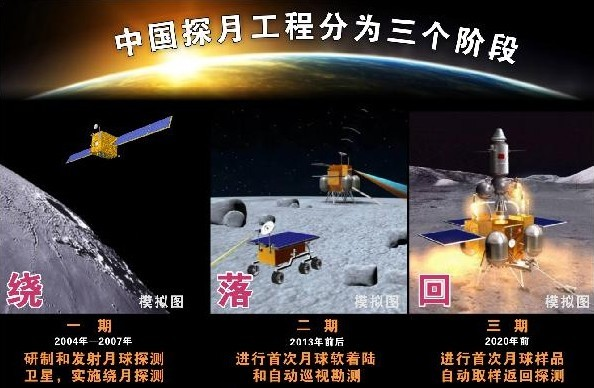 中国探月工程分为三个阶段
绕
模拟图
落
模拟图
回
模拟图
一 期
2004年—2007年
研制和发射月球探测
卫星，实施绕月探测
二 期
2013年前后
进行首次月球软着陆
和自动巡视勘测
三 期
2020年前
进行首次月球样品
自动取样返回探测